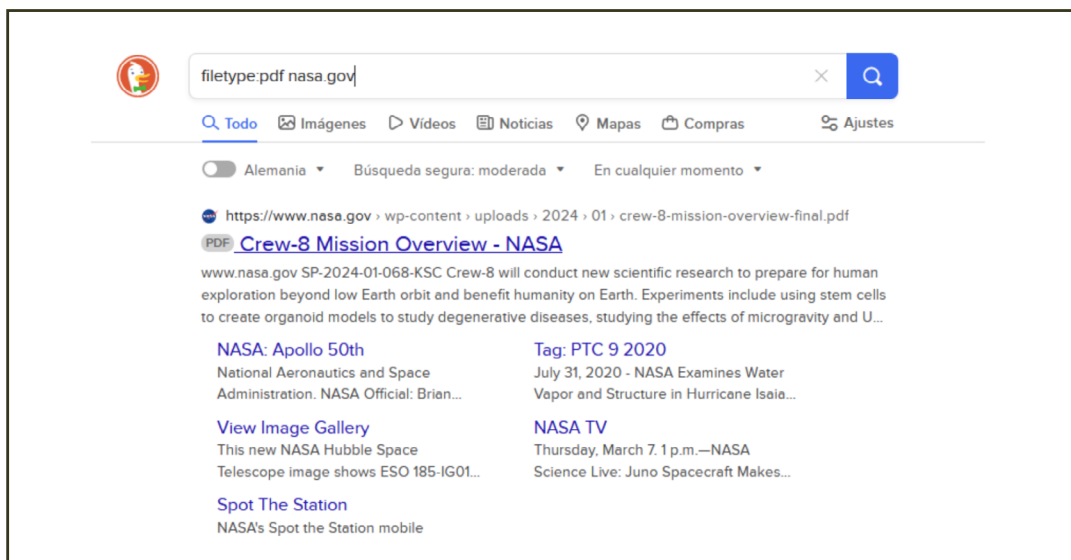 filetype:pdf nasa.gov
Todo Imágenes Vídeos Noticias Mapas Compras Ajustes
Alemania Búsqueda segura: moderada En cualquier momento
https://www.nasa.gov › wp-content › uploads › 2024 › 01 › crew-8-mission-overview-final.pdf
PDF Crew-8 Mission Overview - NASA
www.nasa.gov SP-2024-01-068-KSC Crew-8 will conduct new scientific research to prepare for human
exploration beyond low Earth orbit and benefit humanity on Earth. Experiments include using stem cells
to create organoid models to study degenerative diseases, studying the effects of microgravity and U...
NASA: Apollo 50th
National Aeronautics and Space
Administration. NASA Official: Brian...
Tag: PTC 9 2020
July 31, 2020 - NASA Examines Water
Vapor and Structure in Hurricane Isaia...
View Image Gallery
This new NASA Hubble Space
Telescope image shows ESO 185-IG01...
NASA TV
Thursday, March 7. 1 p.m.—NASA
Science Live: Juno Spacecraft Makes...
Spot The Station
NASA's Spot the Station mobile